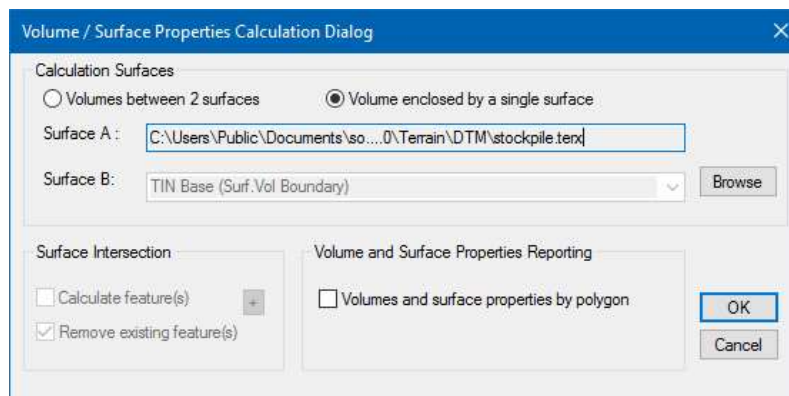 Volume / Surface Properties Calculation Dialog
Calculation Surfaces
Volumes between 2 surfaces
Volume enclosed by a single surface
Surface A :
C:\Users\Public\Documents\so....0\Terrain\DTM\stockpile.terx
Surface B:
TIN Base (Surf.Vol Boundary)
Browse
Surface Intersection
Calculate feature(s)
+
Remove existing feature(s)
Volume and Surface Properties Reporting
Volumes and surface properties by polygon
OK
Cancel